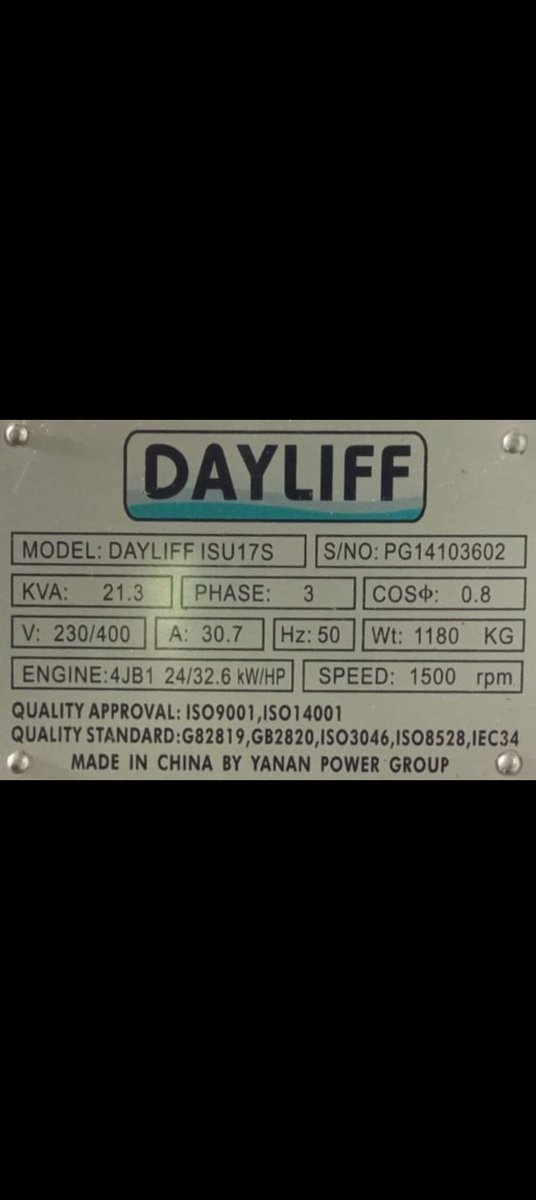 DAYLIFF
MODEL: DAYLIFF ISU17S S/NO: PG14103602
KVA: 21.3 PHASE: 3 COSΦ: 0.8
V: 230/400 A: 30.7 Hz: 50 Wt: 1180 KG
ENGINE:4JB1 24/32.6 kW/HP SPEED: 1500 rpm
QUALITY APPROVAL: ISO9001,ISO14001
QUALITY STANDARD:G82819,GB2820,ISO3046,ISO8528,IEC34
MADE IN CHINA BY YANAN POWER GROUP